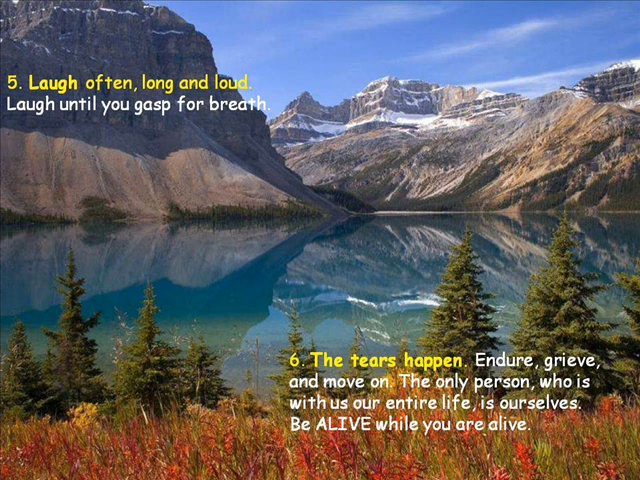 5. Laugh often, long and loud.
Laugh until you gasp for breath.
6. The tears happen. Endure, grieve,
and move on. The only person, who is
with us our entire life, is ourselves.
Be ALIVE while you are alive.